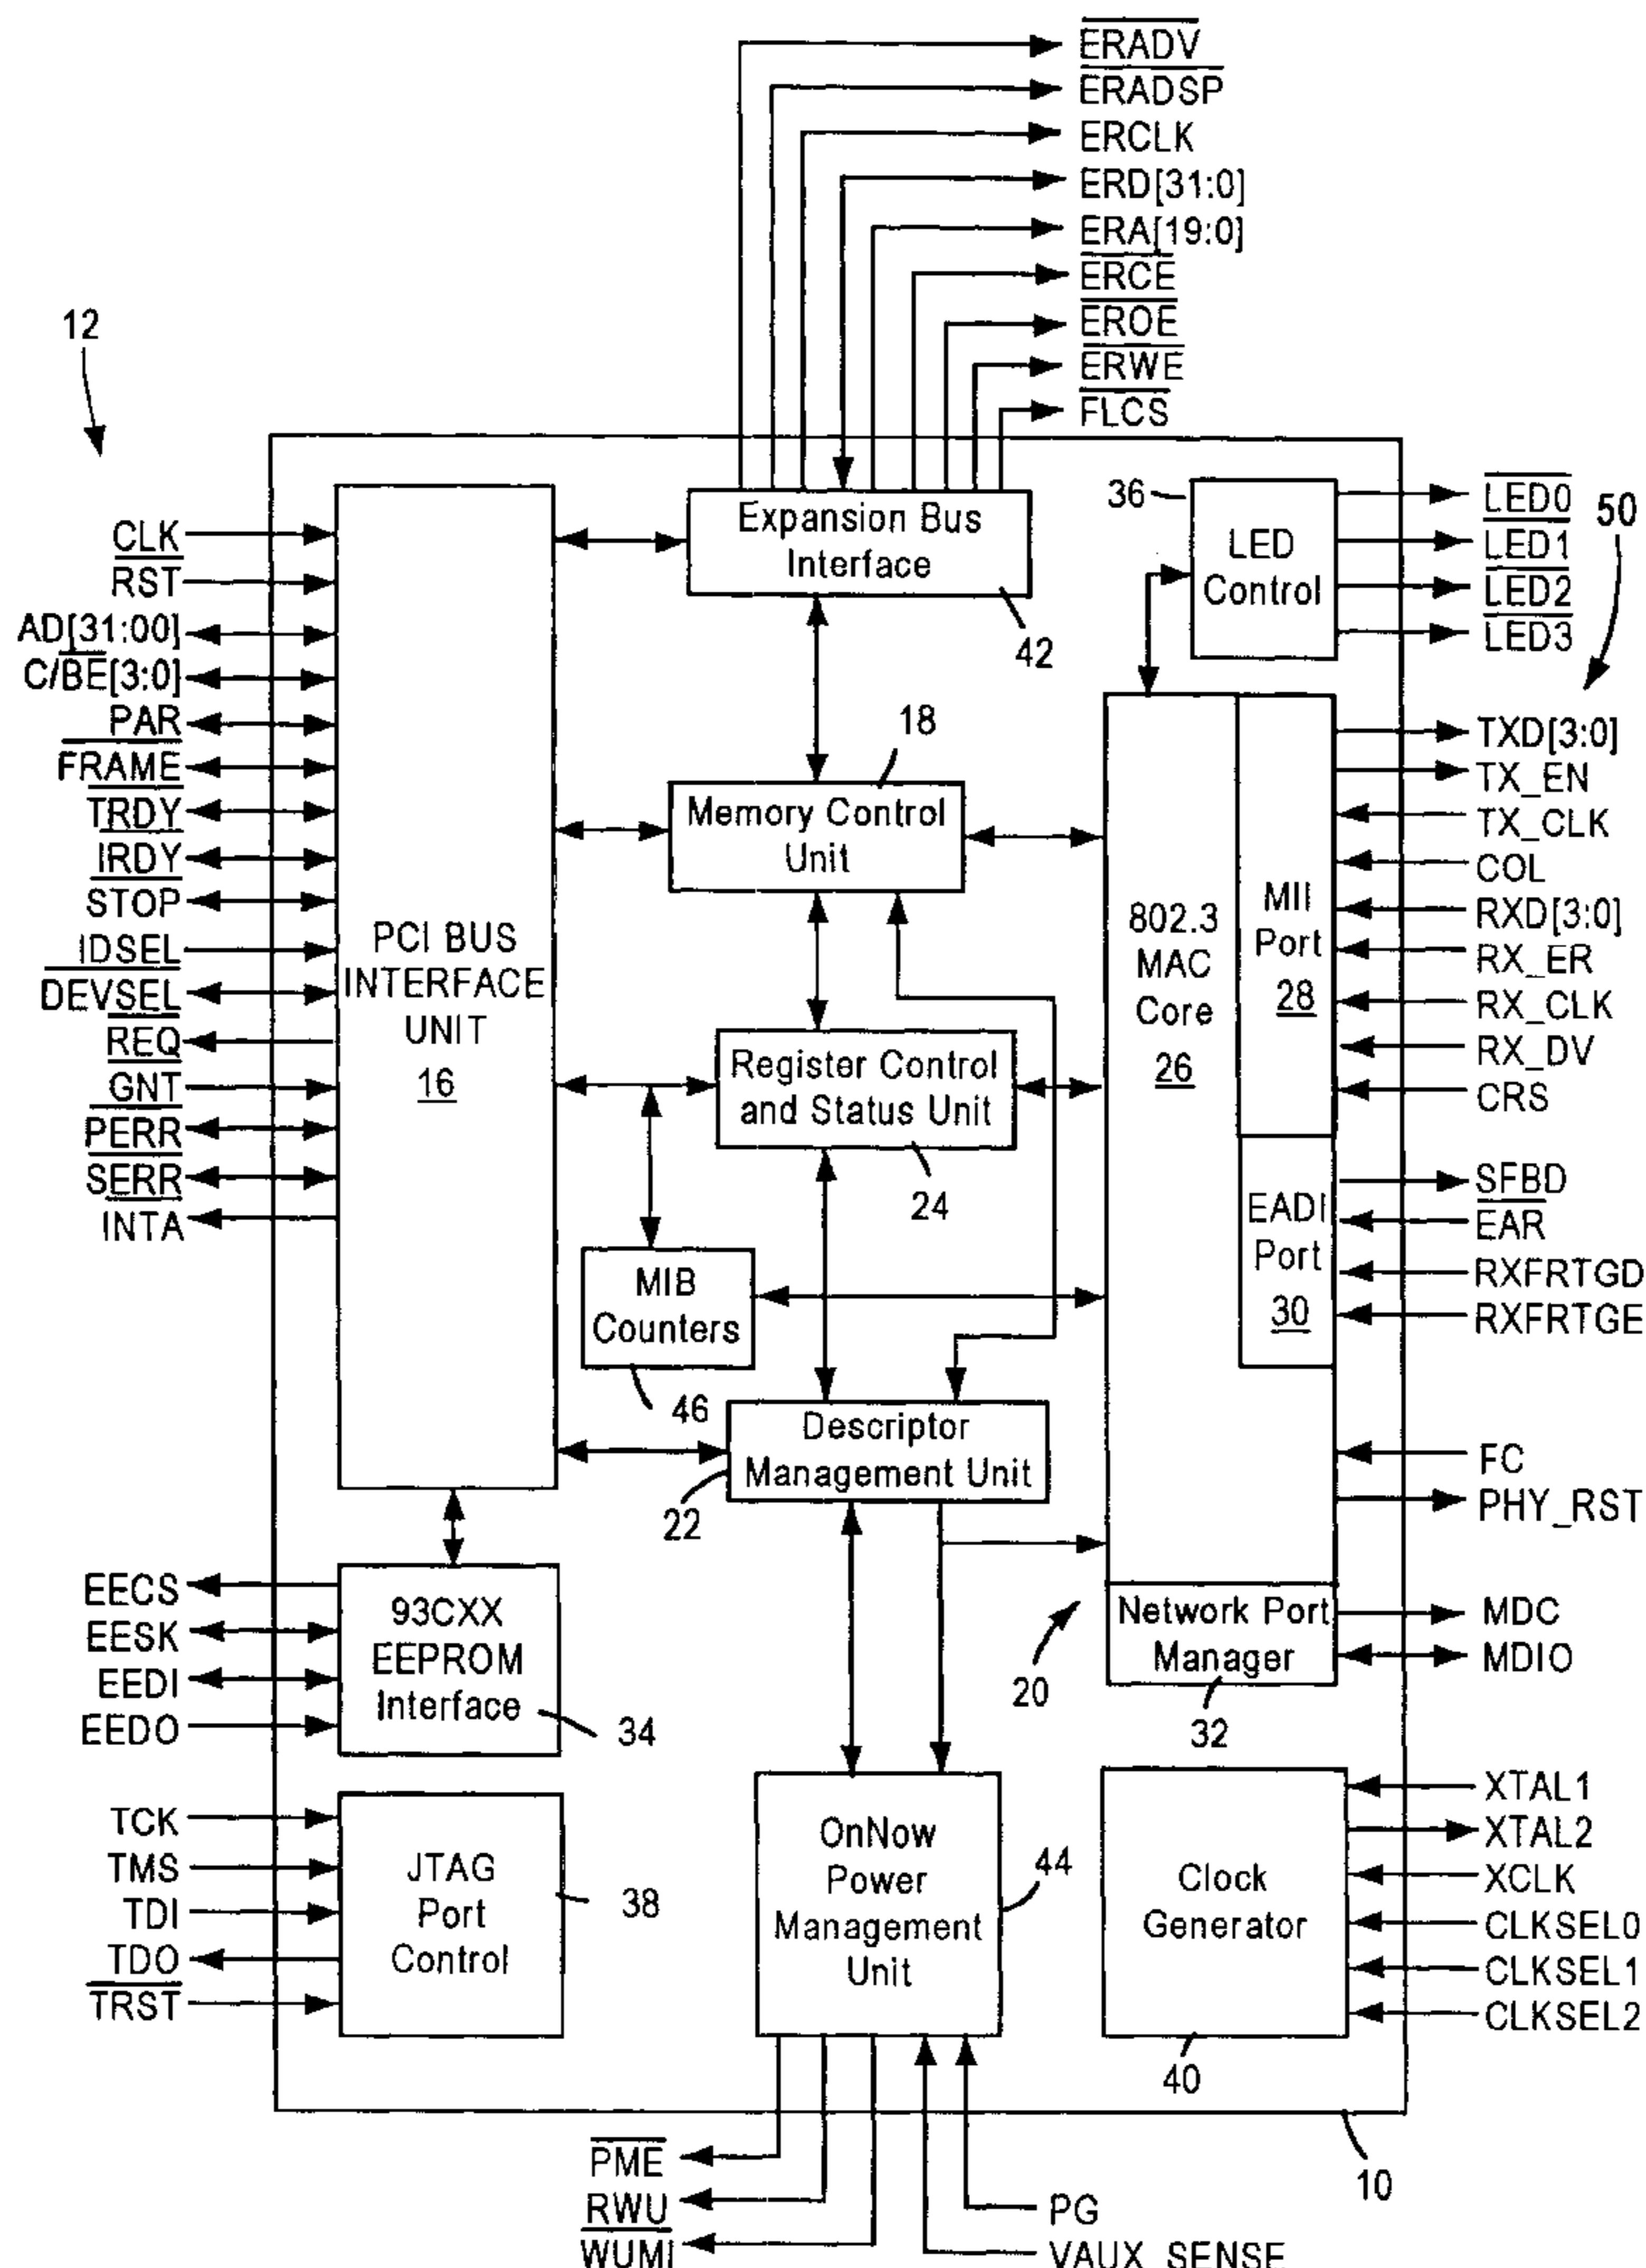 ERADV
ERADSP
ERCLK
ERD[31:0]
ERA[19:0]
ERCE
EROE
ERWE
FLCS
12
CLK
RST
AD[31:00]
C/BE[3:0]
PAR
FRAME
TRDY
IRDY
STOP
IDSEL
DEVSEL
REQ
GNT
PERR
SERR
INTA
PCI BUS
INTERFACE
UNIT
16
Expansion Bus
Interface
42
36
LED
Control
LED0
LED1
LED2
LED3
50
18
Memory Control
Unit
802.3
MAC
Core
26
MII
Port
28
TXD[3:0]
TX_EN
TX_CLK
COL
RXD[3:0]
RX_ER
RX_CLK
RX_DV
CRS
Register Control
and Status Unit
24
EADI
Port
30
SFBD
EAR
RXFRTGD
RXFRTGE
MIB
Counters
46
Descriptor
Management Unit
22
FC
PHY_RST
EECS
EESK
EEDI
EEDO
93CXX
EEPROM
Interface
34
20
Network Port
Manager
32
MDC
MDIO
TCK
TMS
TDI
TDO
TRST
JTAG
Port
Control
38
OnNow
Power
Management
Unit
44
Clock
Generator
40
XTAL1
XTAL2
XCLK
CLKSEL0
CLKSEL1
CLKSEL2
10
PME
RWU
WUMI
PG
VAUX_SENSE